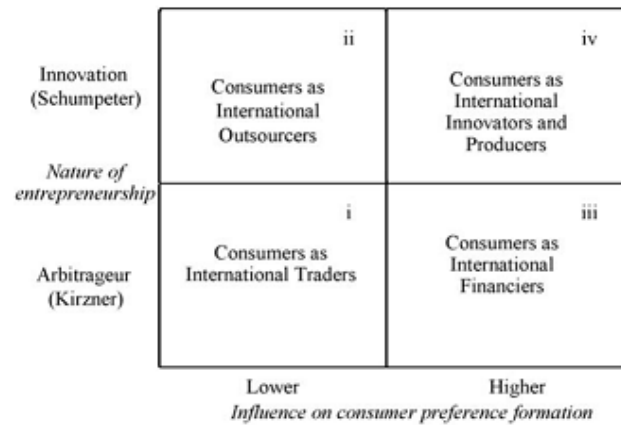 ii
iv
Innovation
(Schumpeter)
Consumers as
International
Outsourcers
Consumers as
International
Innovators and
Producers
Nature of
entrepreneurship
i
iii
Arbitrageur
(Kirzner)
Consumers as
International Traders
Consumers as
International
Financiers
Lower
Higher
Influence on consumer preference formation